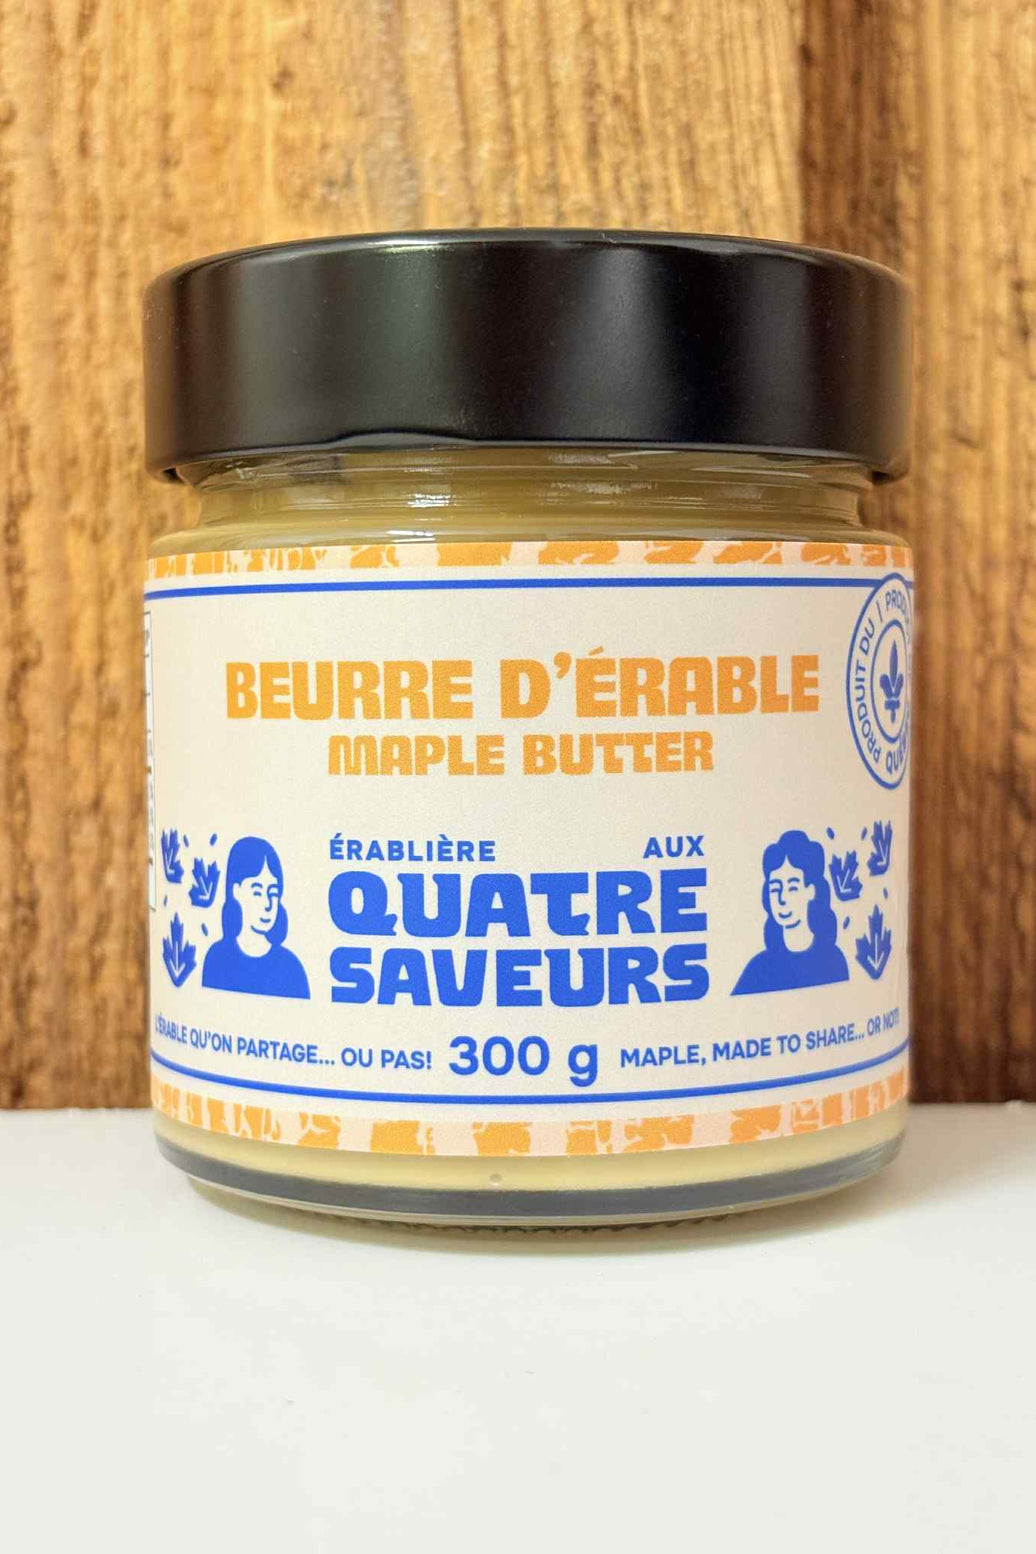 BEURRE D'ÉRABLE
MAPLE BUTTER
PRODUIT DU
ÉRABLIÈRE AUX
QUATRE
SAVEURS
L'ÉRABLE QU'ON PARTAGE... OU PAS! 300 g MAPLE, MADE TO SHARE... OR NOT!